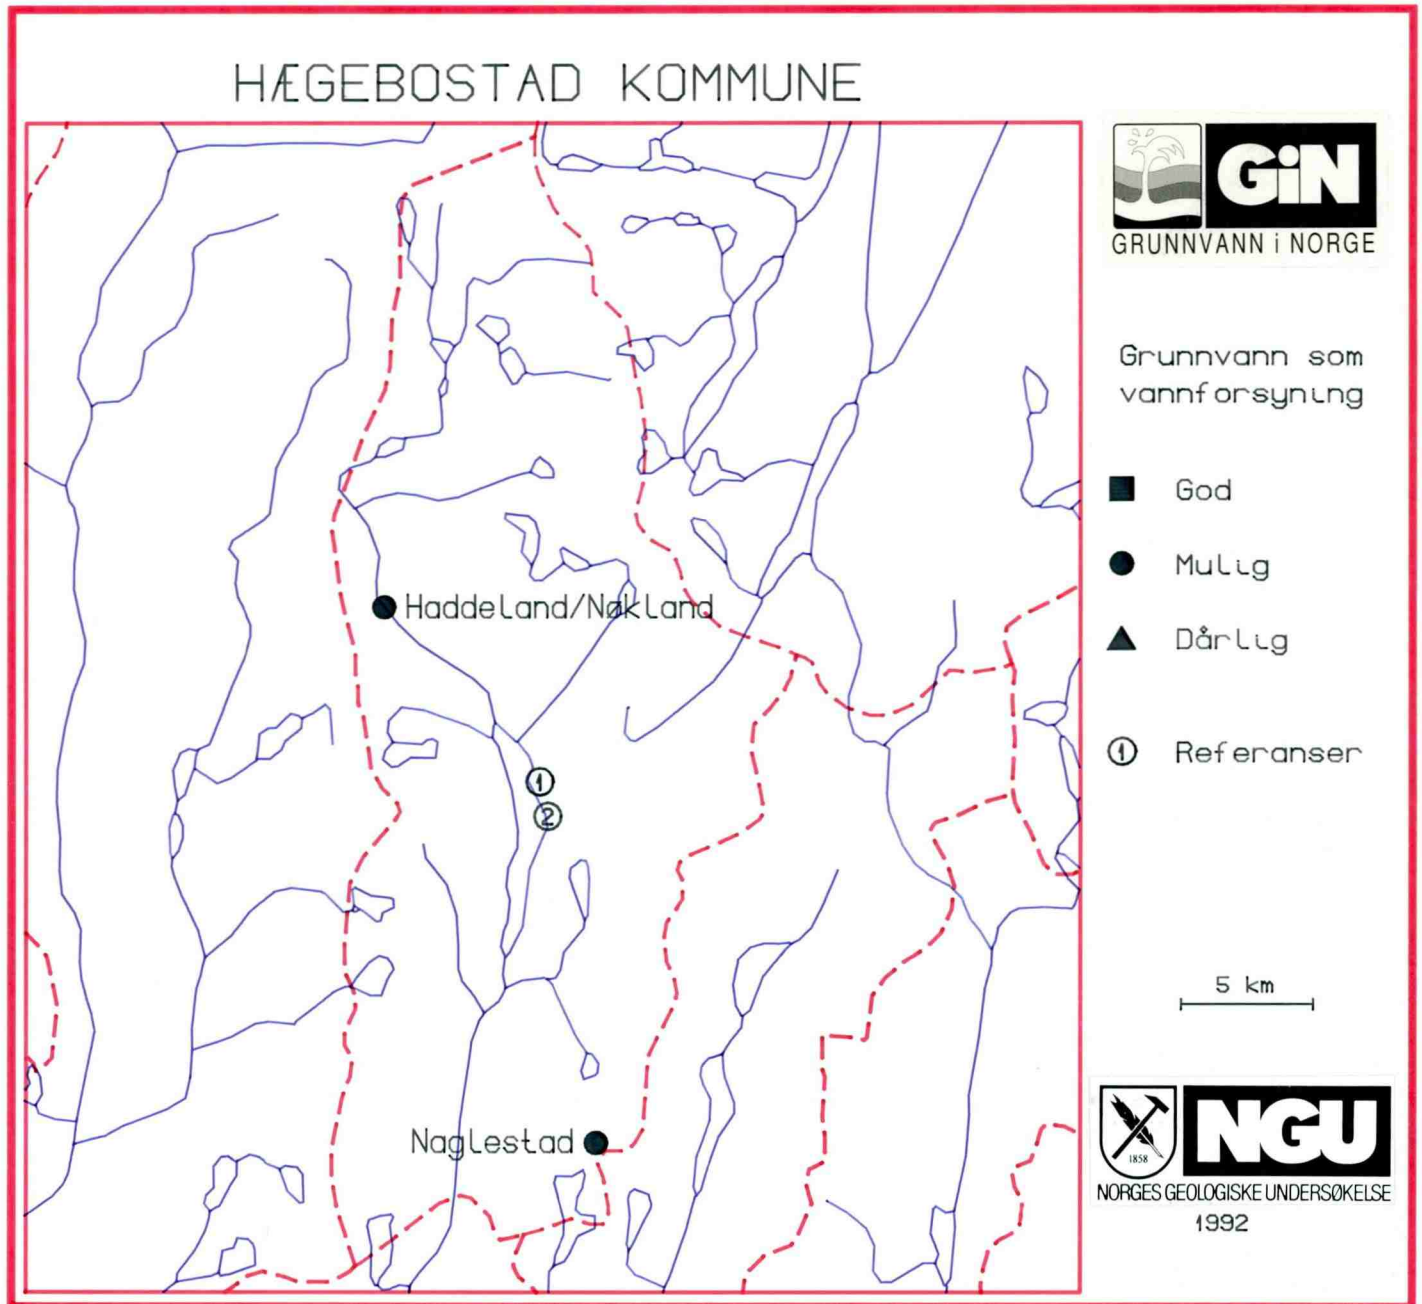 HÆGEBOSTAD KOMMUNE
GiN
GRUNNVANN i NORGE
Grunnvann som
vannforsyning
God
Mulig
Haddeland/Nøkland
Dårlig
1 Referanser
1
2
5 km
Naglestad
1858
NGU
NORGES GEOLOGISKE UNDERSØKELSE
1992